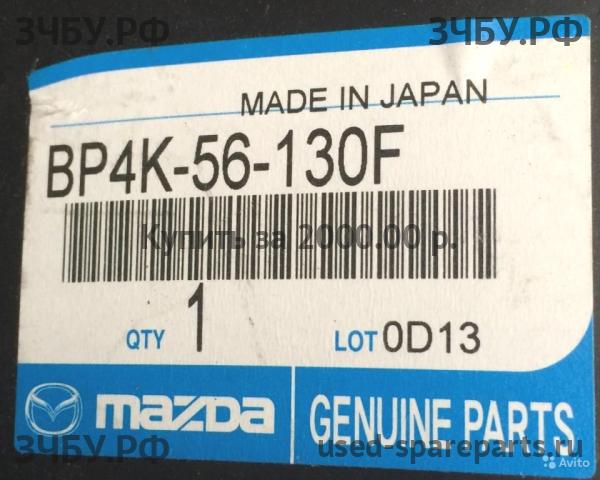 ЗЧБУ.РФ ЗЧБУ.РФ
MADE IN JAPAN
BP4K-56-130F
Купить за 2000.00 р.
QTY 1 LOT 0D13
mazda GENUINE PARTS
ЗЧБУ.РФ used-spareparts.ru
Avito